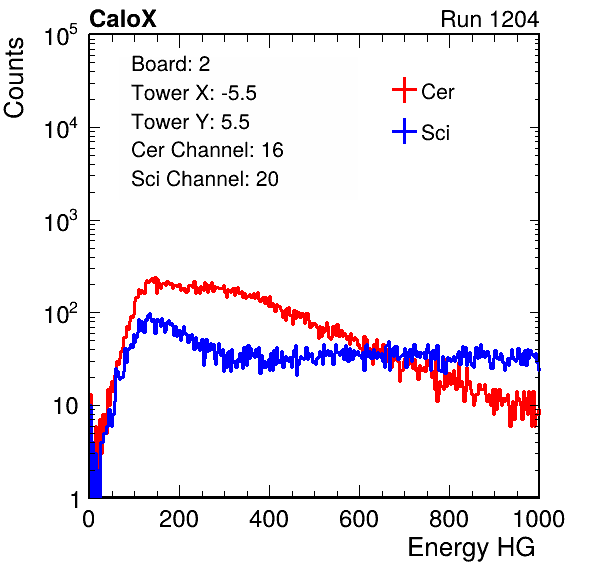 CaloX Run 1204
Counts
10^5
10^4
10^3
10^2
10
1
Board: 2
Tower X: -5.5
Tower Y: 5.5
Cer Channel: 16
Sci Channel: 20
Cer
Sci
0 200 400 600 800 1000
Energy HG